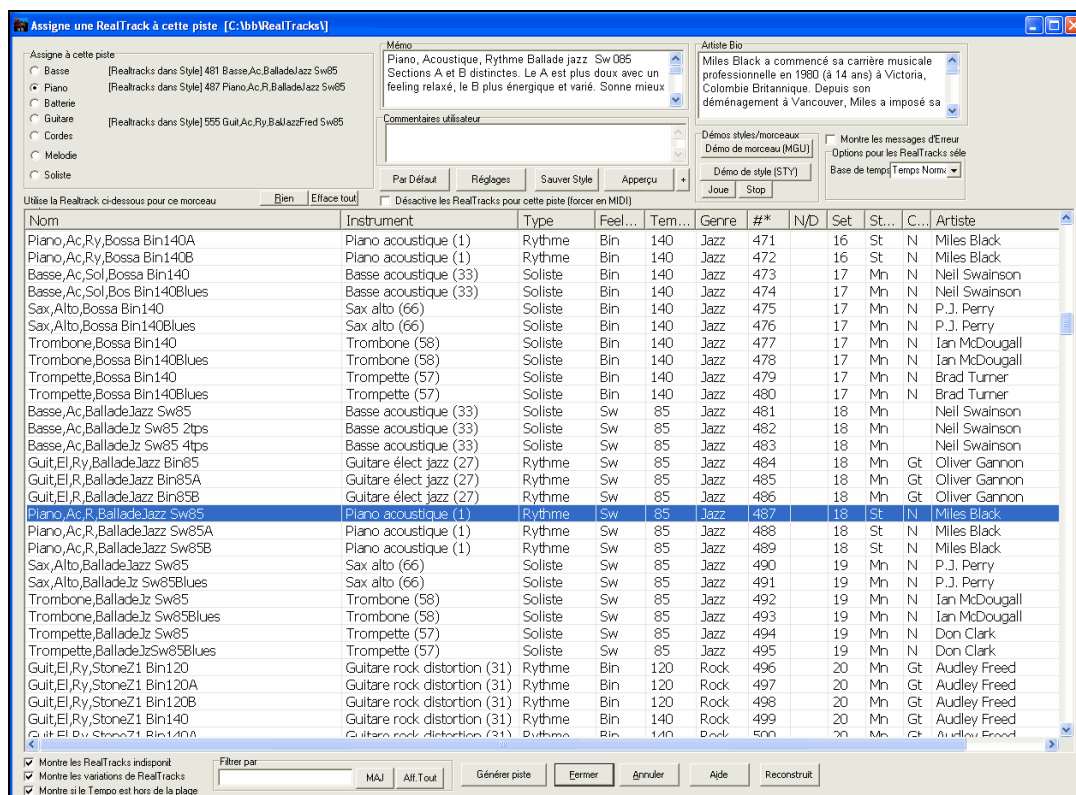 Assigne une RealTrack à cette piste  [C:\bb\RealTracks\]
Assigne à cette piste
Basse [Realtracks dans Style] 481 Basse,Ac,BalladeJazz Sw85
Piano [Realtracks dans Style] 487 Piano,Ac,R,BalladeJazz Sw85
Batterie
Guitare [Realtracks dans Style] 555 Guit,Ac,Ry,BalJazzFred Sw85
Cordes
Melodie
Soliste
Utilise la Realtrack ci-dessous pour ce morceau Rien Efface tout
Mémo
Piano, Acoustique, Rythme Ballade jazz  Sw 085
Sections A et B distinctes. Le A est plus doux avec un
feeling relaxé, le B plus énergique et varié. Sonne mieux
Commentaires utilisateur
Par Défaut Réglages Sauver Style Aperçu +
Désactive les RealTracks pour cette piste (forcer en MIDI)
Artiste Bio
Miles Black a commencé sa carrière musicale
professionnelle en 1980 (à 14 ans) à Victoria,
Colombie Britannique. Depuis son
déménagement à Vancouver, Miles a imposé sa
Démos styles/morceaux
Démo de morceau (MGU)
Démo de style (STY)
Joue Stop
Montre les messages d'Erreur
Options pour les RealTracks séle
Base de temps Temps Norma
Nom Instrument Type Feel... Tem... Genre #* N/D Set St... C... Artiste
Piano,Ac,Ry,Bossa Bin140A Piano acoustique (1) Rythme Bin 140 Jazz 471 16 St N Miles Black
Piano,Ac,Ry,Bossa Bin140B Piano acoustique (1) Rythme Bin 140 Jazz 472 16 St N Miles Black
Basse,Ac,Sol,Bossa Bin140 Basse acoustique (33) Soliste Bin 140 Jazz 473 17 Mn N Neil Swainson
Basse,Ac,Sol,Bos Bin140Blues Basse acoustique (33) Soliste Bin 140 Jazz 474 17 Mn N Neil Swainson
Sax,Alto,Bossa Bin140 Sax alto (66) Soliste Bin 140 Jazz 475 17 Mn N P.J. Perry
Sax,Alto,Bossa Bin140Blues Sax alto (66) Soliste Bin 140 Jazz 476 17 Mn N P.J. Perry
Trombone,Bossa Bin140 Trombone (58) Soliste Bin 140 Jazz 477 17 Mn N Ian McDougall
Trombone,Bossa Bin140Blues Trombone (58) Soliste Bin 140 Jazz 478 17 Mn N Ian McDougall
Trompette,Bossa Bin140 Trompette (57) Soliste Bin 140 Jazz 479 17 Mn N Brad Turner
Trompette,Bossa Bin140Blues Trompette (57) Soliste Bin 140 Jazz 480 17 Mn N Brad Turner
Basse,Ac,BalladeJazz Sw85 Basse acoustique (33) Soliste Sw 85 Jazz 481 18 Mn Neil Swainson
Basse,Ac,BalladeJz Sw85 2tps Basse acoustique (33) Soliste Sw 85 Jazz 482 18 Mn Neil Swainson
Basse,Ac,BalladeJz Sw85 4tps Basse acoustique (33) Soliste Sw 85 Jazz 483 18 Mn Neil Swainson
Guit,El,Ry,BalladeJazz Bin85 Guitare élect jazz (27) Rythme Sw 85 Jazz 484 18 Mn Gt Oliver Gannon
Guit,El,R,BalladeJazz Bin85A Guitare élect jazz (27) Rythme Sw 85 Jazz 485 18 Mn Gt Oliver Gannon
Guit,El,R,BalladeJazz Bin85B Guitare élect jazz (27) Rythme Sw 85 Jazz 486 18 Mn Gt Oliver Gannon
Piano,Ac,R,BalladeJazz Sw85 Piano acoustique (1) Rythme Sw 85 Jazz 487 18 St N Miles Black
Piano,Ac,R,BalladeJazz Sw85A Piano acoustique (1) Rythme Sw 85 Jazz 488 18 St N Miles Black
Piano,Ac,R,BalladeJazz Sw85B Piano acoustique (1) Rythme Sw 85 Jazz 489 18 St N Miles Black
Sax,Alto,BalladeJazz Sw85 Sax alto (66) Soliste Sw 85 Jazz 490 19 Mn N P.J. Perry
Sax,Alto,BalladeJz Sw85Blues Sax alto (66) Soliste Sw 85 Jazz 491 19 Mn N P.J. Perry
Trombone,BalladeJz Sw85 Trombone (58) Soliste Sw 85 Jazz 492 19 Mn N Ian McDougall
Trombone,BalladeJz Sw85Blues Trombone (58) Soliste Sw 85 Jazz 493 19 Mn N Ian McDougall
Trompette,BalladeJz Sw85 Trompette (57) Soliste Sw 85 Jazz 494 19 Mn N Don Clark
Trompette,BalladeJzSw85Blues Trompette (57) Soliste Sw 85 Jazz 495 19 Mn N Don Clark
Guit,El,Ry,StoneZ1 Bin120 Guitare rock distortion (31) Rythme Bin 120 Rock 496 20 Mn Gt Audley Freed
Guit,El,Ry,StoneZ1 Bin120A Guitare rock distortion (31) Rythme Bin 120 Rock 497 20 Mn Gt Audley Freed
Guit,El,Ry,StoneZ1 Bin120B Guitare rock distortion (31) Rythme Bin 120 Rock 498 20 Mn Gt Audley Freed
Guit,El,Ry,StoneZ1 Bin140 Guitare rock distortion (31) Rythme Bin 140 Rock 499 20 Mn Gt Audley Freed
Guit,El,Ry,StoneZ1 Bin140A Guitare rock distortion (31) Rythme Bin 140 Rock 500 20 Mn Gt Audley Freed
Montre les RealTracks indisponil
Montre les variations de RealTracks
Montre si le Tempo est hors de la plage
Filtrer par
MAJ Aff.Tout Générer piste Fermer Annuler Aide Reconstruit